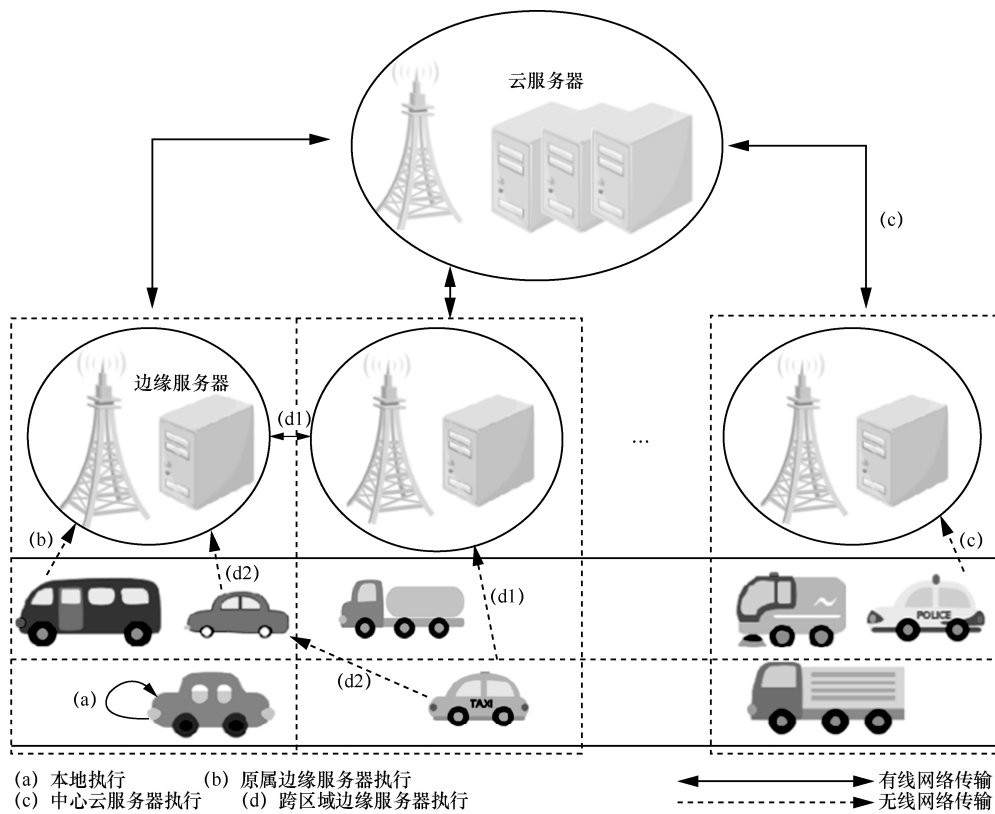 云服务器
(c)
边缘服务器
(d1)
...
(b)
(d2)
(d1)
(c)
POLICE
(a)
(d2)
TAXI
(a) 本地执行 (b) 原属边缘服务器执行
(c) 中心云服务器执行 (d) 跨区域边缘服务器执行
有线网络传输
无线网络传输